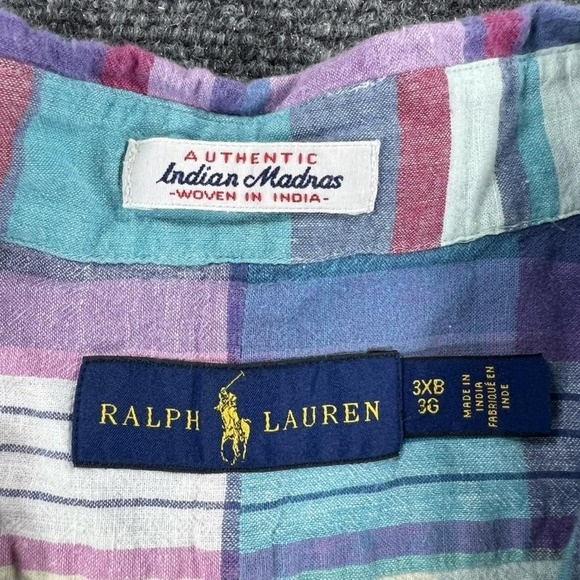 AUTHENTIC
Indian Madras
-WOVEN IN INDIA-
RALPH LAUREN
3XB
3G
MADE IN
INDIA
FABRIQUÉ EN
INDE